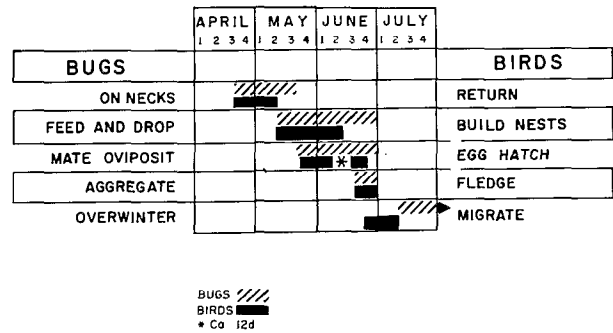 APRIL MAY JUNE JULY
1 2 3 4 1 2 3 4 1 2 3 4 1 2 3 4
BUGS BIRDS
ON NECKS RETURN
FEED AND DROP BUILD NESTS
MATE OVIPOSIT * EGG HATCH
AGGREGATE FLEDGE
OVERWINTER MIGRATE
BUGS
BIRDS
* Ca 12d